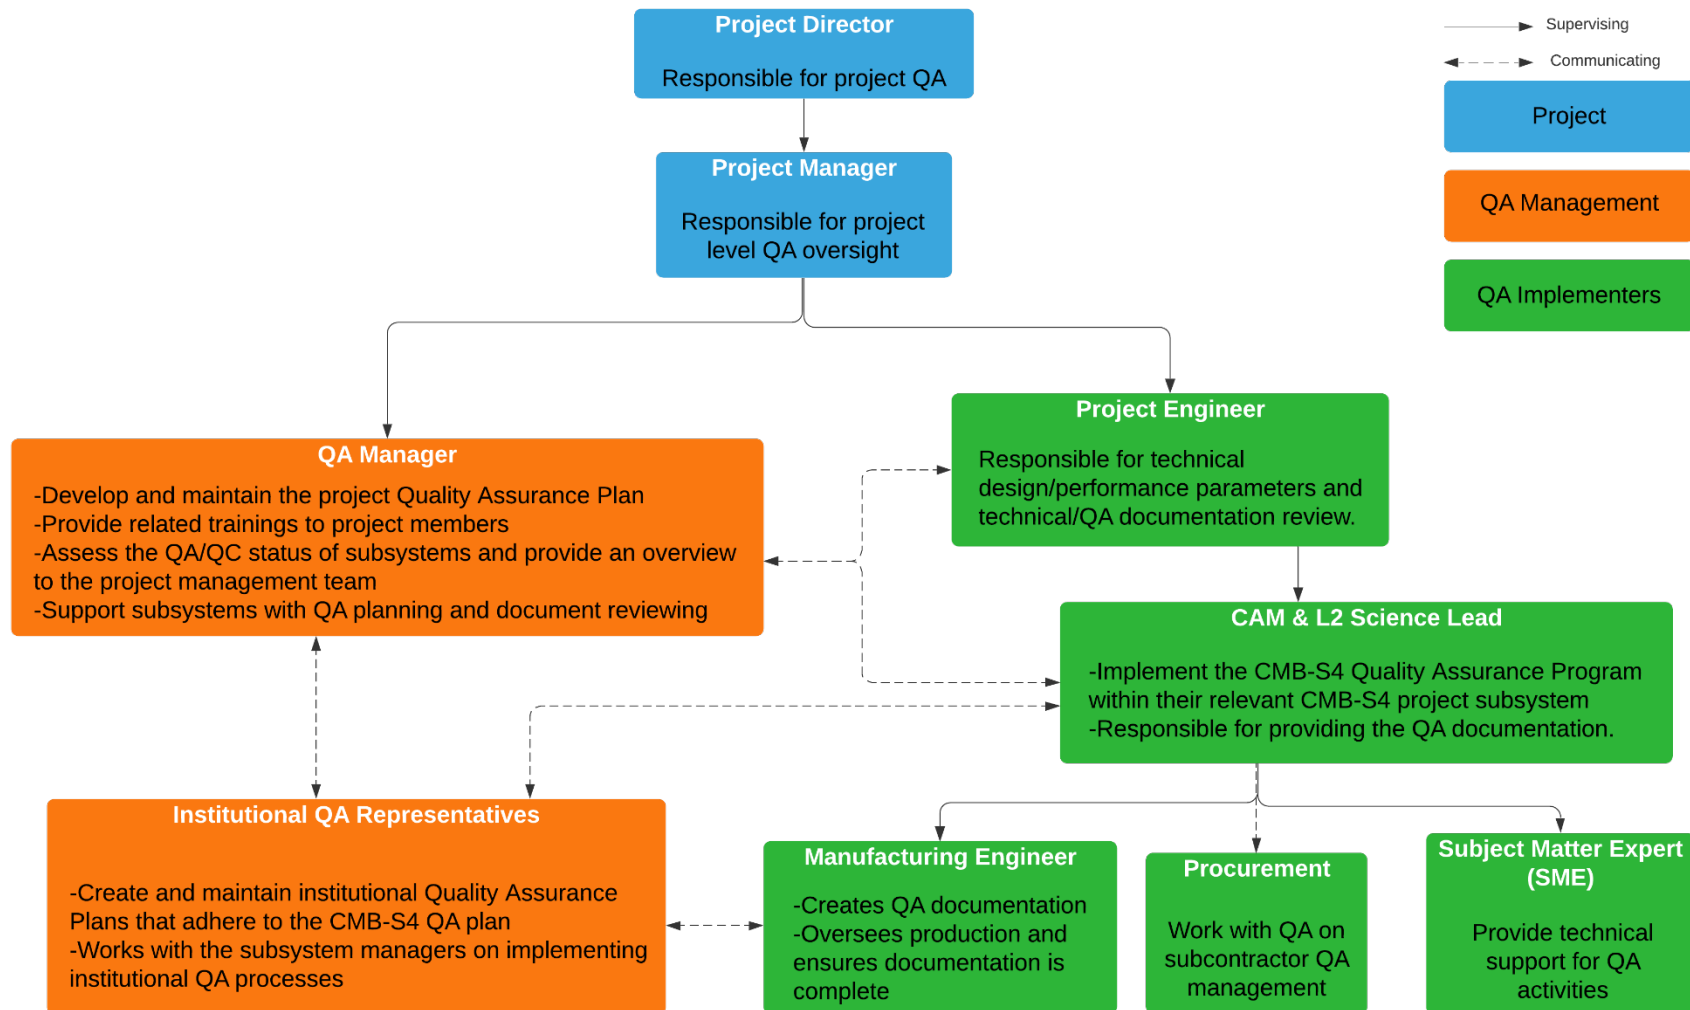 Project Director
Responsible for project QA
Supervising
Communicating
Project
QA Management
QA Implementers
Project Manager
Responsible for project
level QA oversight
Project Engineer
Responsible for technical
design/performance parameters and
technical/QA documentation review.
QA Manager
-Develop and maintain the project Quality Assurance Plan
-Provide related trainings to project members
-Assess the QA/QC status of subsystems and provide an overview
to the project management team
-Support subsystems with QA planning and document reviewing
CAM & L2 Science Lead
-Implement the CMB-S4 Quality Assurance Program
within their relevant CMB-S4 project subsystem
-Responsible for providing the QA documentation.
Institutional QA Representatives
-Create and maintain institutional Quality Assurance
Plans that adhere to the CMB-S4 QA plan
-Works with the subsystem managers on implementing
institutional QA processes
Manufacturing Engineer
-Creates QA documentation
-Oversees production and
ensures documentation is
complete
Procurement
Work with QA on
subcontractor QA
management
Subject Matter Expert
(SME)
Provide technical
support for QA
activities